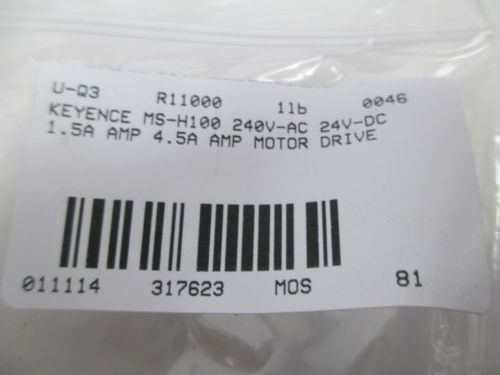 U-Q3 R11000 1lb 0046
KEYENCE MS-H100 240V-AC 24V-DC
1.5A AMP 4.5A AMP MOTOR DRIVE
011114 317623 MOS 81